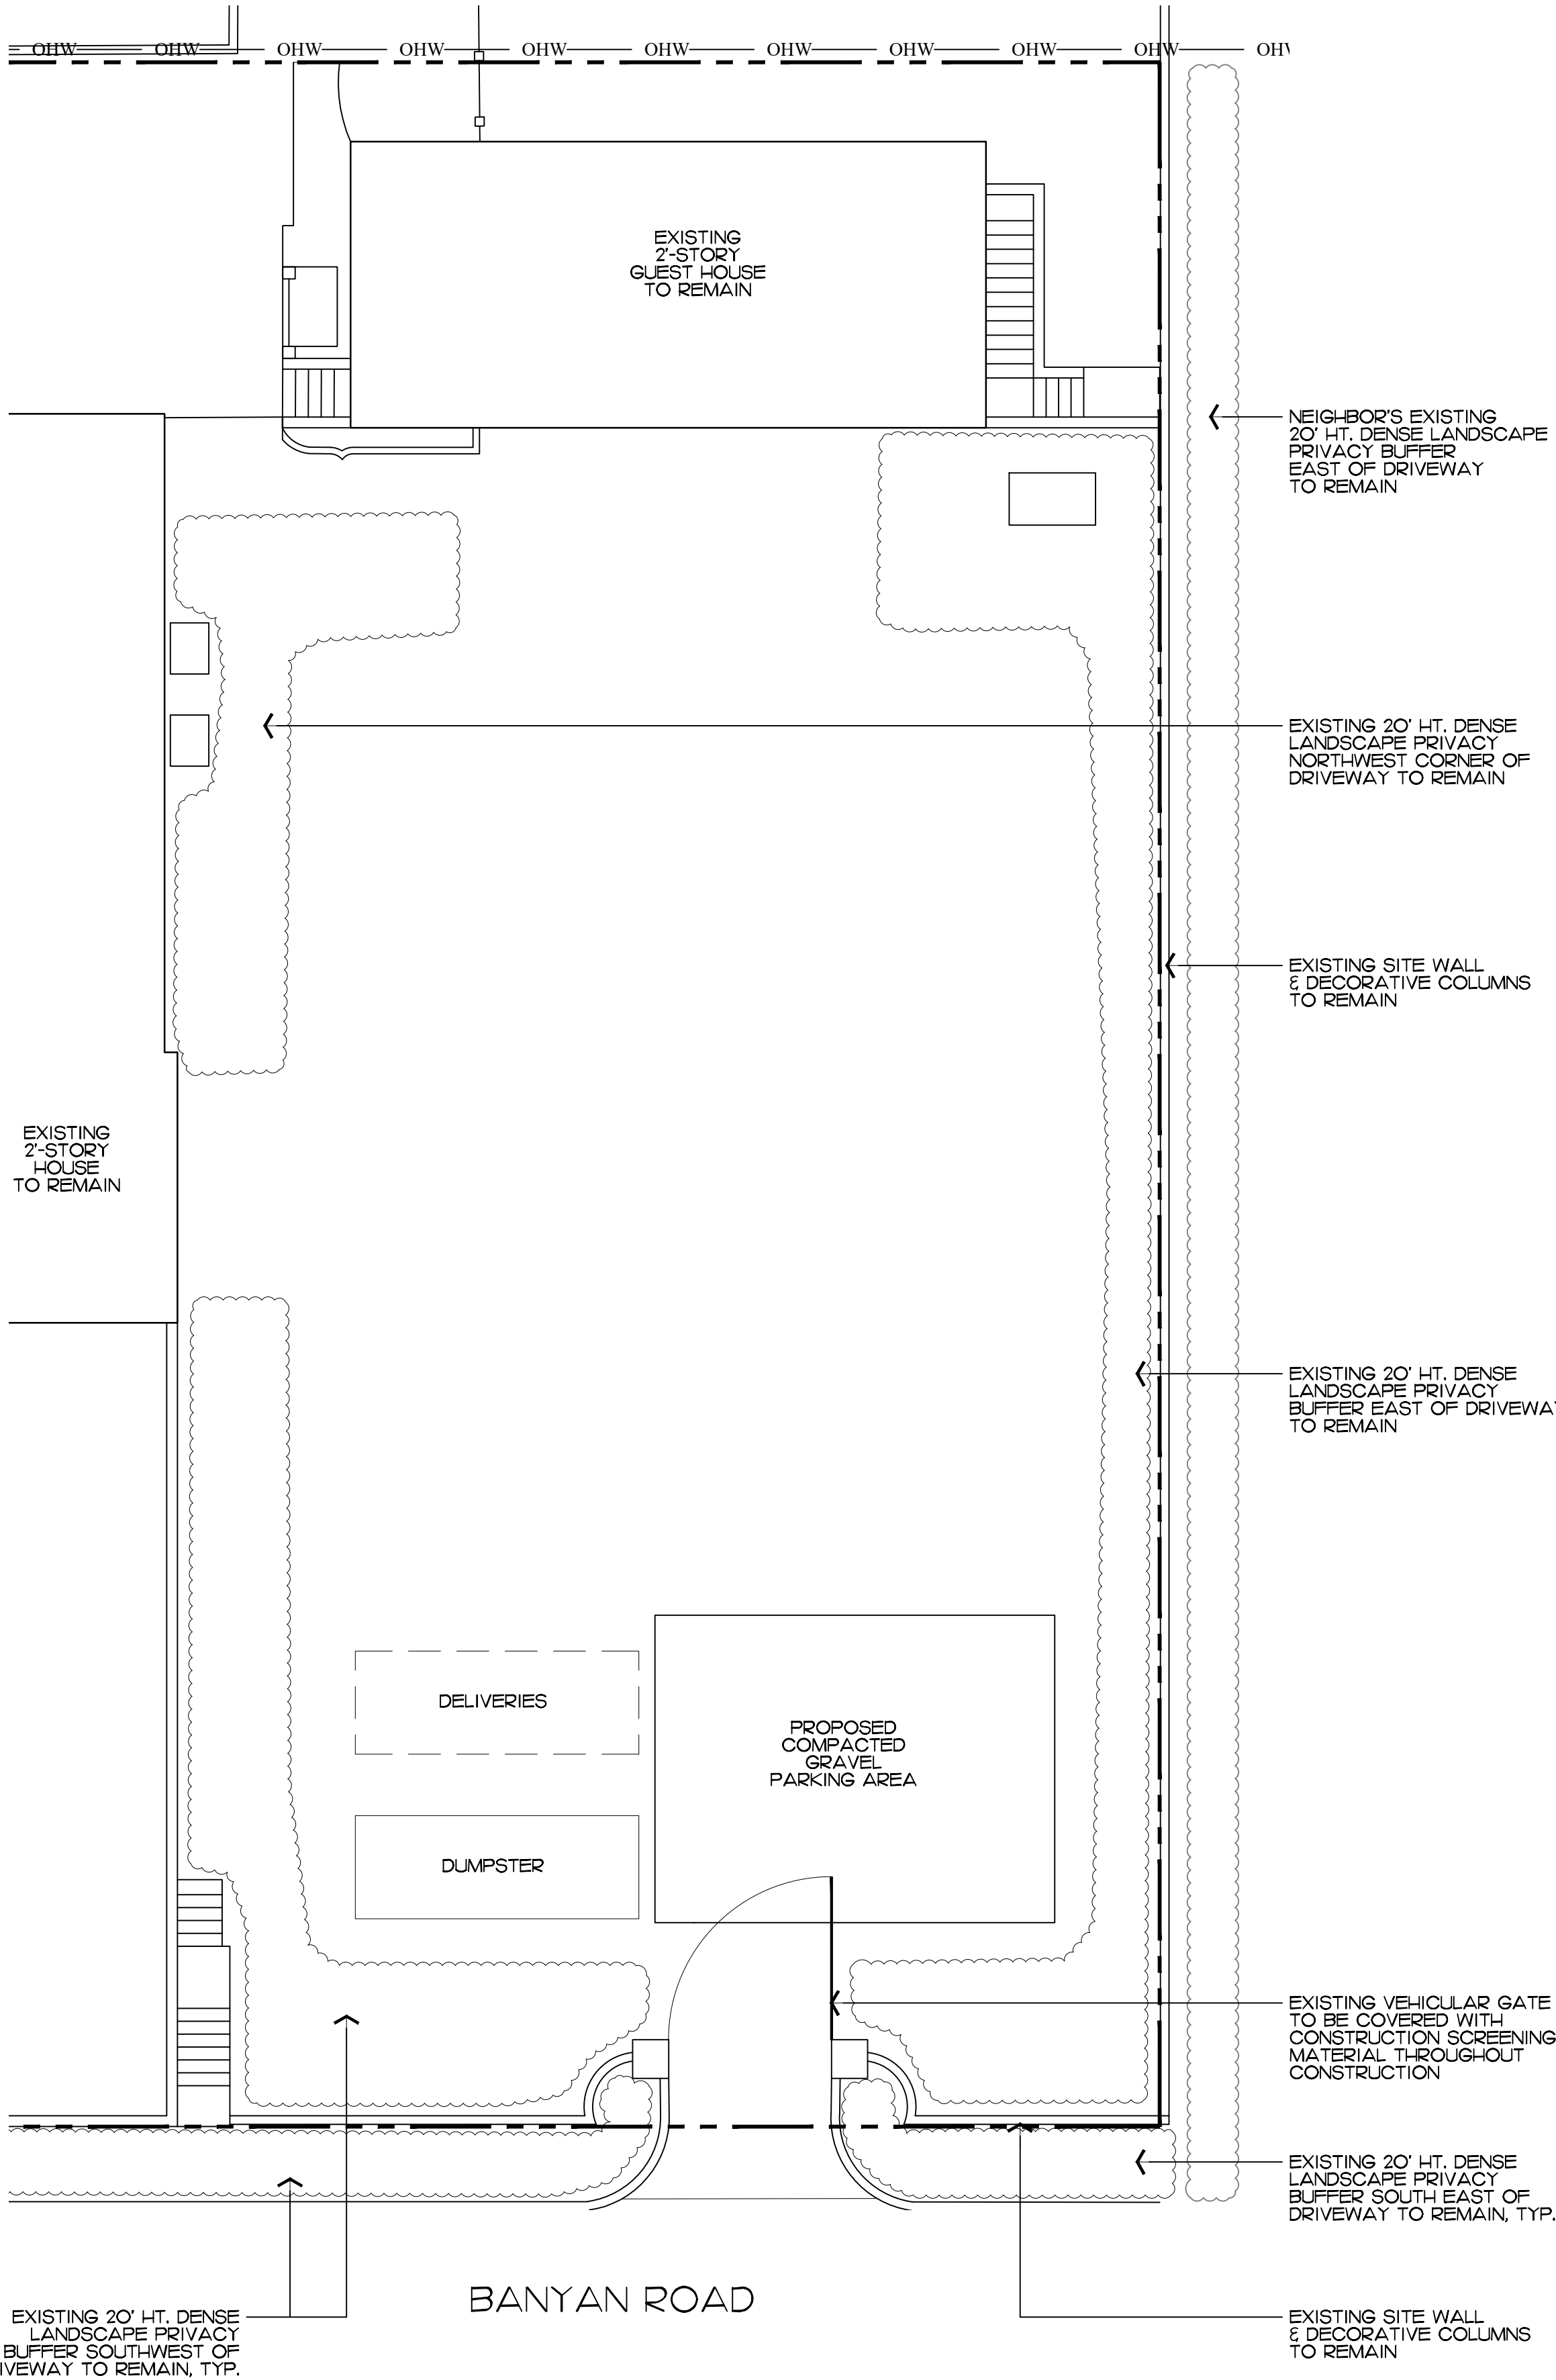 OHW OHW OHW OHW OHW OHW OHW OHW OHW OHW
EXISTING
2'-STORY
GUEST HOUSE
TO REMAIN
NEIGHBOR'S EXISTING
20' HT. DENSE LANDSCAPE
PRIVACY BUFFER
EAST OF DRIVEWAY
TO REMAIN
EXISTING 20' HT. DENSE
LANDSCAPE PRIVACY
NORTHWEST CORNER OF
DRIVEWAY TO REMAIN
EXISTING SITE WALL
& DECORATIVE COLUMNS
TO REMAIN
EXISTING
2'-STORY
HOUSE
TO REMAIN
EXISTING 20' HT. DENSE
LANDSCAPE PRIVACY
BUFFER EAST OF DRIVEWA
TO REMAIN
DELIVERIES
PROPOSED
COMPACTED
GRAVEL
PARKING AREA
DUMPSTER
EXISTING VEHICULAR GATE
TO BE COVERED WITH
CONSTRUCTION SCREENING
MATERIAL THROUGHOUT
CONSTRUCTION
EXISTING 20' HT. DENSE
LANDSCAPE PRIVACY
BUFFER SOUTH EAST OF
DRIVEWAY TO REMAIN, TYP.
BANYAN ROAD
EXISTING 20' HT. DENSE
LANDSCAPE PRIVACY
BUFFER SOUTHWEST OF
IVEWAY TO REMAIN, TYP.
EXISTING SITE WALL
& DECORATIVE COLUMNS
TO REMAIN